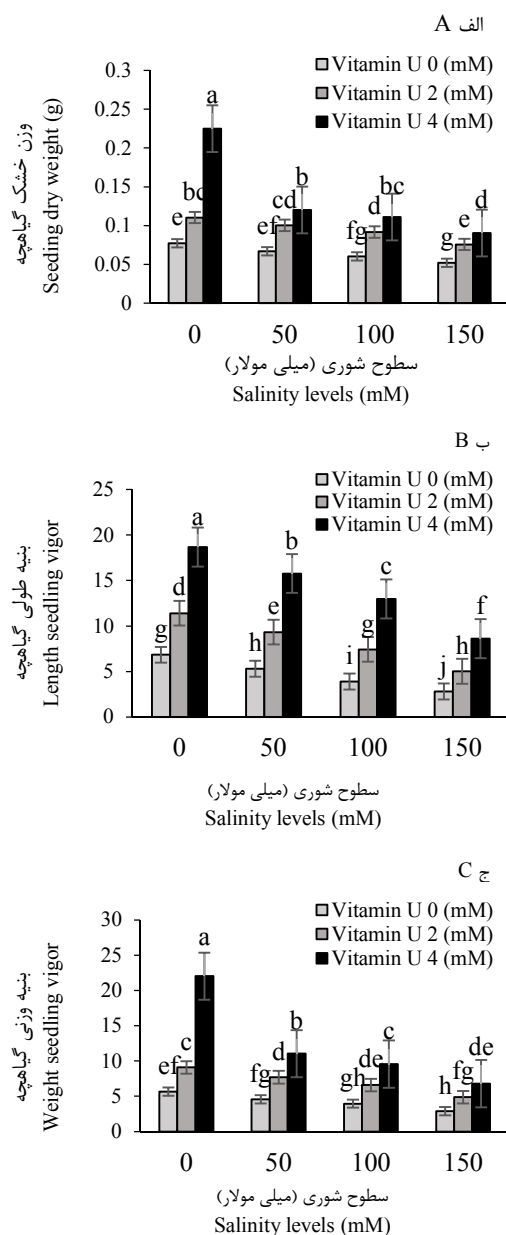 الف A
Vitamin U 0 (mM)
Vitamin U 2 (mM)
Vitamin U 4 (mM)
وزن خشک گیاهچه
Seeding dry weight (g)
0.3
0.25
0.2
0.15
0.1
0.05
0
e bc a
ef cd b
fg d bc
g e d
0 50 100 150
سطوح شوری (میلی مولار)
Salinity levels (mM)
ب B
Vitamin U 0 (mM)
Vitamin U 2 (mM)
Vitamin U 4 (mM)
بنیه طولی گیاهچه
Length seedling vigor
25
20
15
10
5
0
g d a
h e b
i g c
j h f
0 50 100 150
سطوح شوری (میلی مولار)
Salinity levels (mM)
ج C
Vitamin U 0 (mM)
Vitamin U 2 (mM)
Vitamin U 4 (mM)
بنیه وزنی گیاهچه
Weight seedling vigor
30
25
20
15
10
5
0
ef c a
fg d b
gh de c
h fg de
0 50 100 150
سطوح شوری (میلی مولار)
Salinity levels (mM)